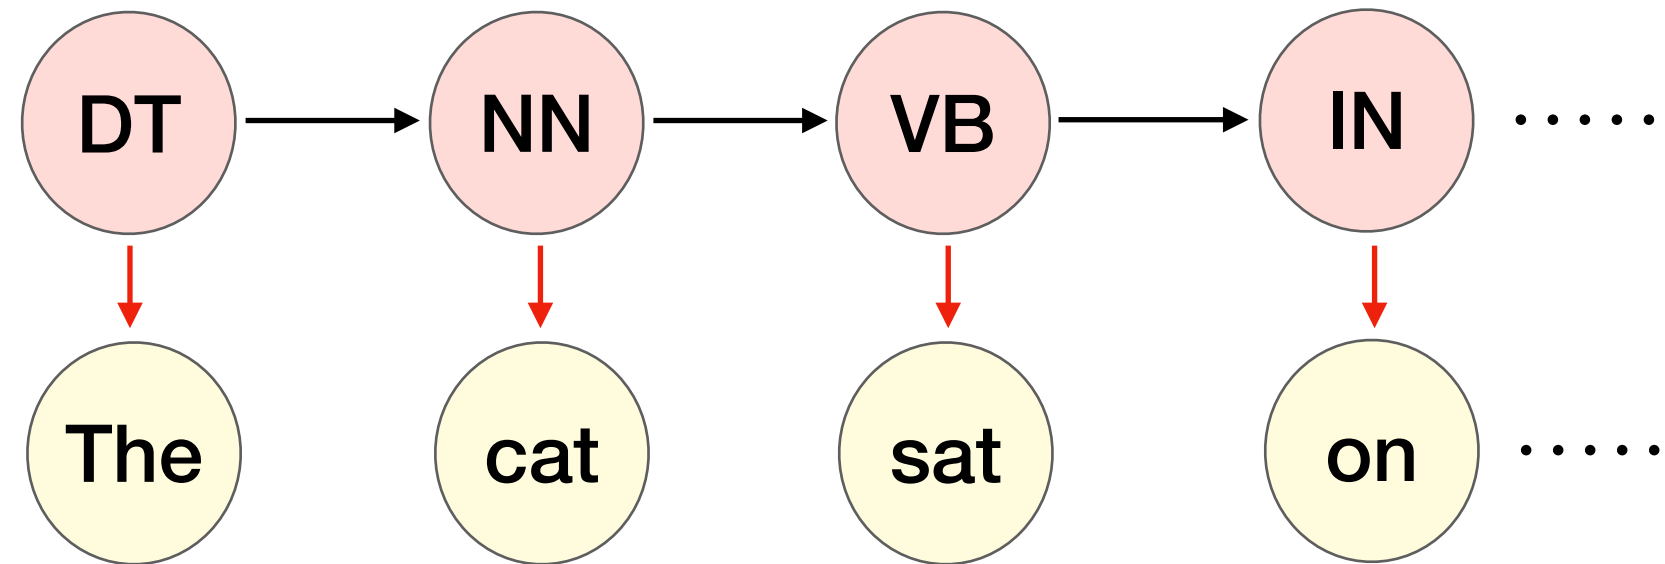 DT NN VB IN .....
The cat sat on .....